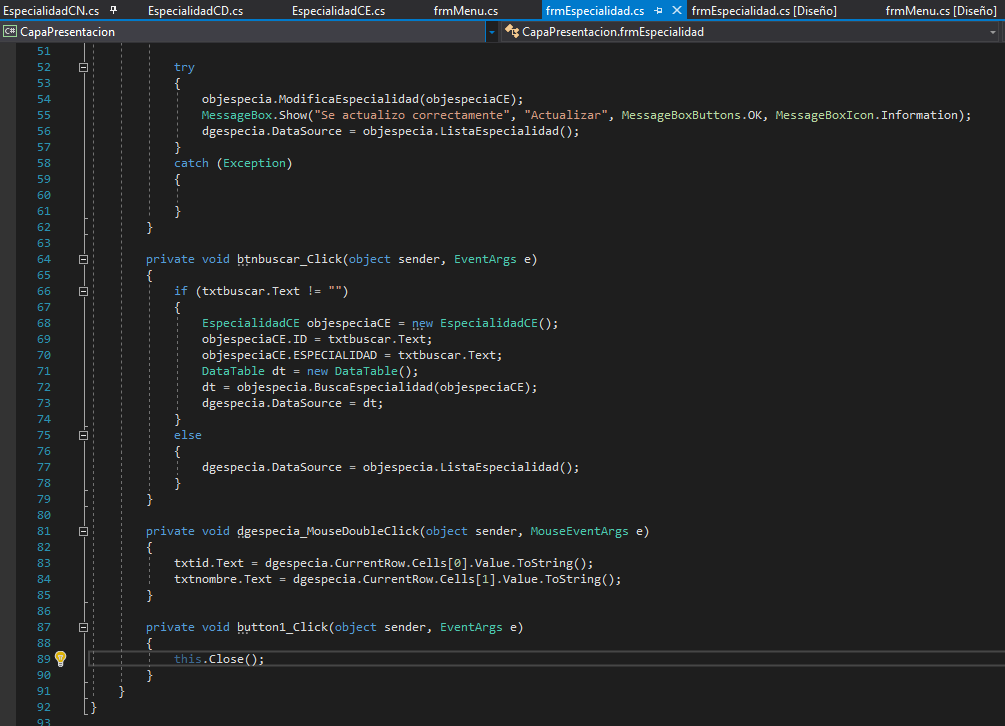 EspecialidadCN.cs EspecialidadCD.cs EspecialidadCE.cs frmMenu.cs frmEspecialidad.cs frmEspecialidad.cs [Diseño] frmMenu.cs [Diseño]
C# CapaPresentacion CapaPresentacion.frmEspecialidad
51
52 try
53 {
54 objespecia.ModificaEspecialidad(objespeciaCE);
55 MessageBox.Show("Se actualizo correctamente", "Actualizar", MessageBoxButtons.OK, MessageBoxIcon.Information);
56 dgespecia.DataSource = objespecia.ListaEspecialidad();
57 }
58 catch (Exception)
59 {
60
61 }
62 }
63
64 private void btnbuscar_Click(object sender, EventArgs e)
65 {
66 if (txtbuscar.Text != "")
67 {
68 EspecialidadCE objespeciaCE = new EspecialidadCE();
69 objespeciaCE.ID = txtbuscar.Text;
70 objespeciaCE.ESPECIALIDAD = txtbuscar.Text;
71 DataTable dt = new DataTable();
72 dt = objespecia.BuscaEspecialidad(objespeciaCE);
73 dgespecia.DataSource = dt;
74 }
75 else
76 {
77 dgespecia.DataSource = objespecia.ListaEspecialidad();
78 }
79 }
80
81 private void dgespecia_MouseDoubleClick(object sender, MouseEventArgs e)
82 {
83 txtid.Text = dgespecia.CurrentRow.Cells[0].Value.ToString();
84 txtnombre.Text = dgespecia.CurrentRow.Cells[1].Value.ToString();
85 }
86
87 private void button1_Click(object sender, EventArgs e)
88 {
89 this.Close();
90 }
91 }
92 }
93